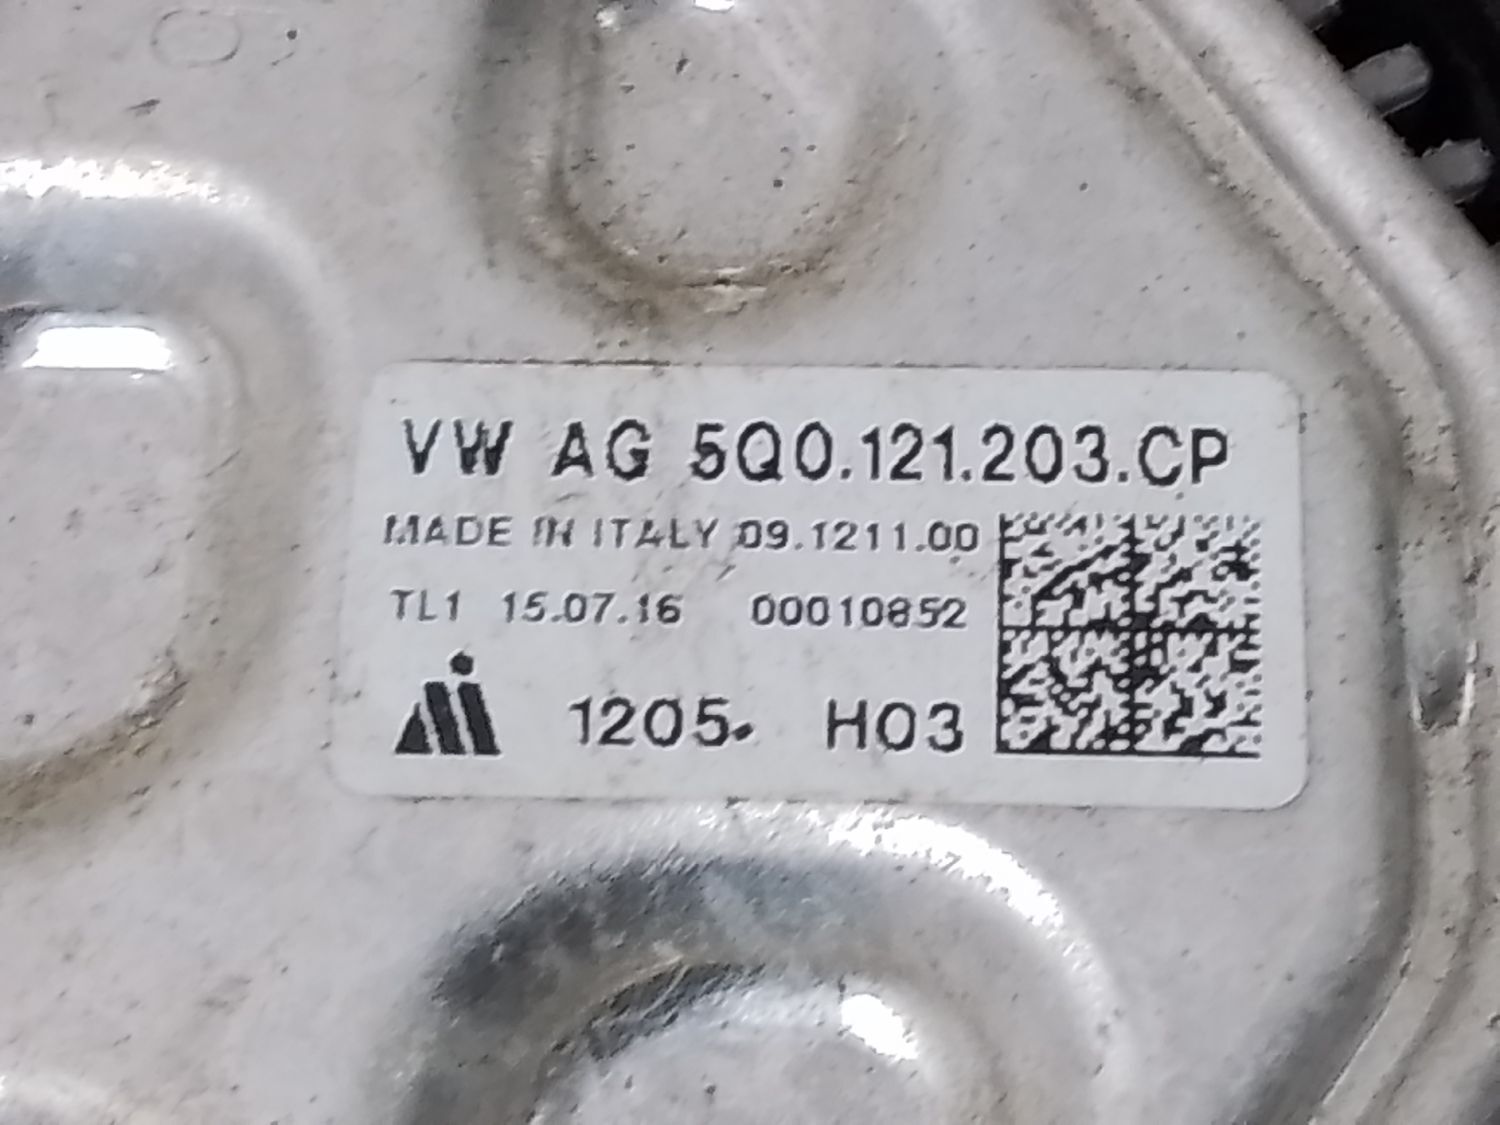 VW AG 5Q0.121.203.CP
MADE IN ITALY 09.1211.00
TL1 15.07.16 00010852
1205. H03